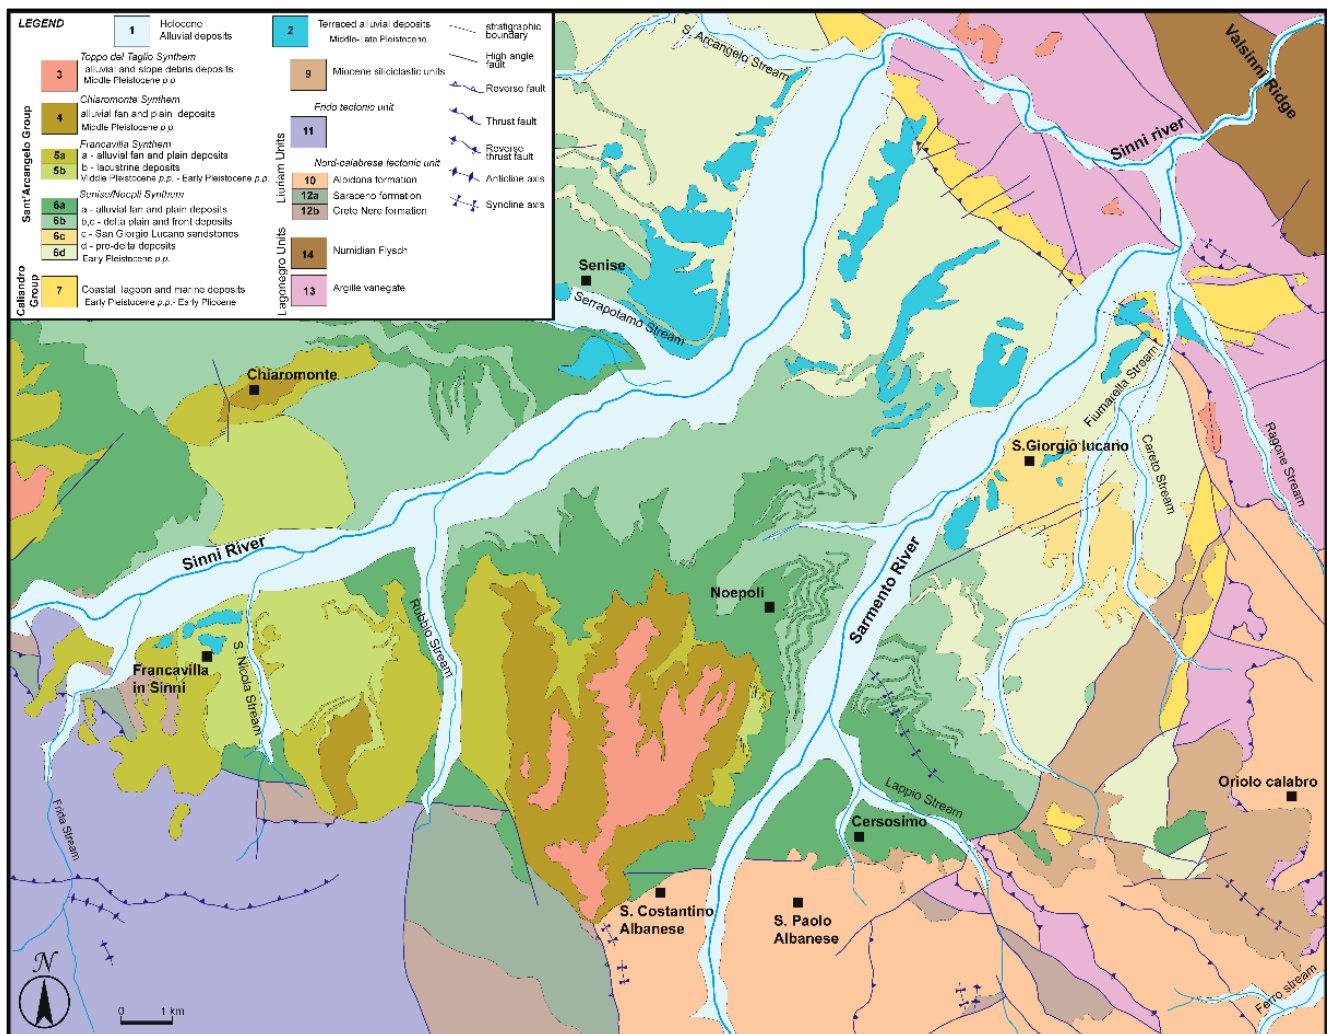 LEGEND
1
Holocene
Alluvial deposits
2
Terraced alluvial deposits
Middle-Late Pleistocene
stratigraphic
boundary
High angle
fault
Reverse fault
Thrust fault
Reverse
thrust fault
Anticline axis
Syncline axis
Sant'Arcangelo Group
Toppo del Taglio Synthem
3
alluvial and slope debris deposits
Middle Pleistocene p.p
Chiaromonte Synthem
4
alluvial fan and plain deposits
Middle Pleistocene p.p.
Francavilla Synthem
5a
a - alluvial fan and plain deposits
5b
b - lacustrine deposits
Middle Pleistocene p.p. - Early Pleistocene p.p.
Senise/Noepli Synthem
6a
a - alluvial fan and plain deposits
6b
b,c - delta plain and front deposits
6c
c - San Giorgio Lucano sandstones
6d
d - pro-delta deposits
Early Pleistocene p.p.
Caliandro
Group
7
Coastal, lagoon and marine deposits
Early Pleistocene p.p.- Early Pliocene
9
Miocene siliciclastic units
Liguriam Units
Frido tectonic unit
11
Nord-calabrese tectonic unit
10
Albidona formation
12a
Saraceno formation
12b
Crete Nere formation
Lagonegro Units
14
Numidian Flysch
13
Argille variegate
S. Arcangelo Stream
Valsinni Ridge
Sinni river
Senise
Serrapotamo Stream
Chiaromonte
Fiumarella Stream
S.Giorgio lucano
Careto Stream
Ragone Stream
Sinni River
Noepoli
Sarmento River
Rubbio Stream
Francavilla
in Sinni
S. Nicola Stream
Frida Stream
Lappio Stream
Cersosimo
Oriolo calabro
S. Costantino
Albanese
S. Paolo
Albanese
Ferro stream
N
0
1 km